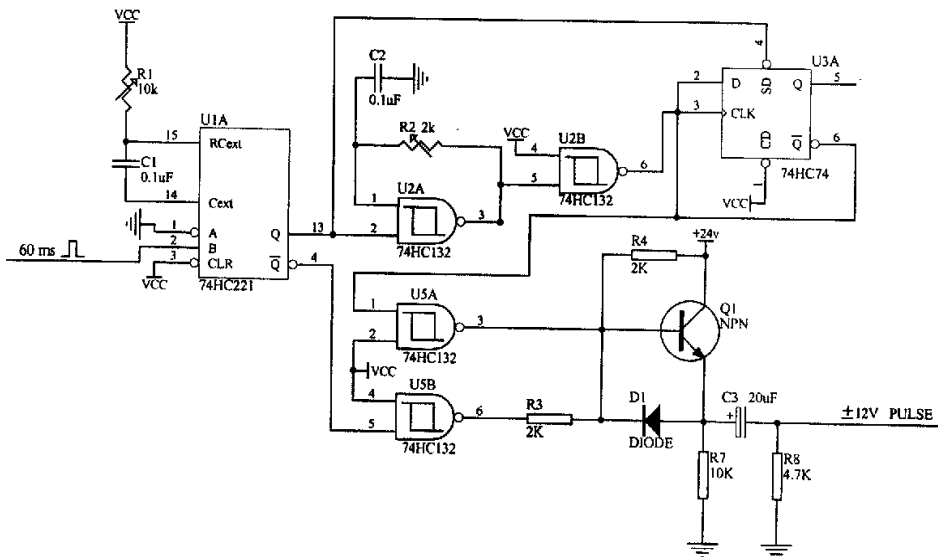 VCC
R1
10k
C1
0.1uF
60 ms
VCC
U1A
15
RCext
14
Cext
1
A
2
B
3
CLR
Q
13
Q
4
74HC221
C2
0.1uF
R2 2k
U2A
1
2
3
74HC132
VCC
U2B
4
5
6
74HC132
U3A
4
2
D
SD
Q
5
3
CLK
CD
Q
6
1
74HC74
VCC
U5A
1
3
2
74HC132
VCC
U5B
4
6
5
74HC132
R3
2K
R4
2K
+24v
Q1
NPN
D1
DIODE
C3
20uF
+
R7
10K
R8
4.7K
±12V PULSE